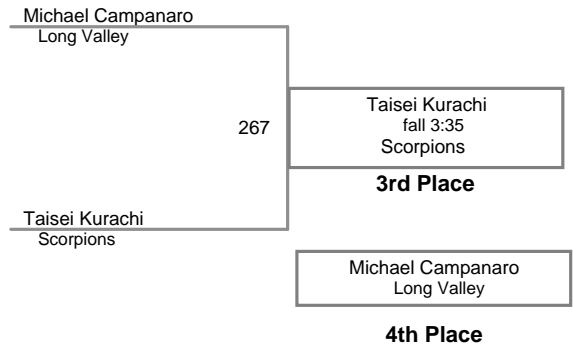 Michael Campanaro
Long Valley
267
Taisei Kurachi
fall 3:35
Scorpions
3rd Place
Taisei Kurachi
Scorpions
Michael Campanaro
Long Valley
4th Place